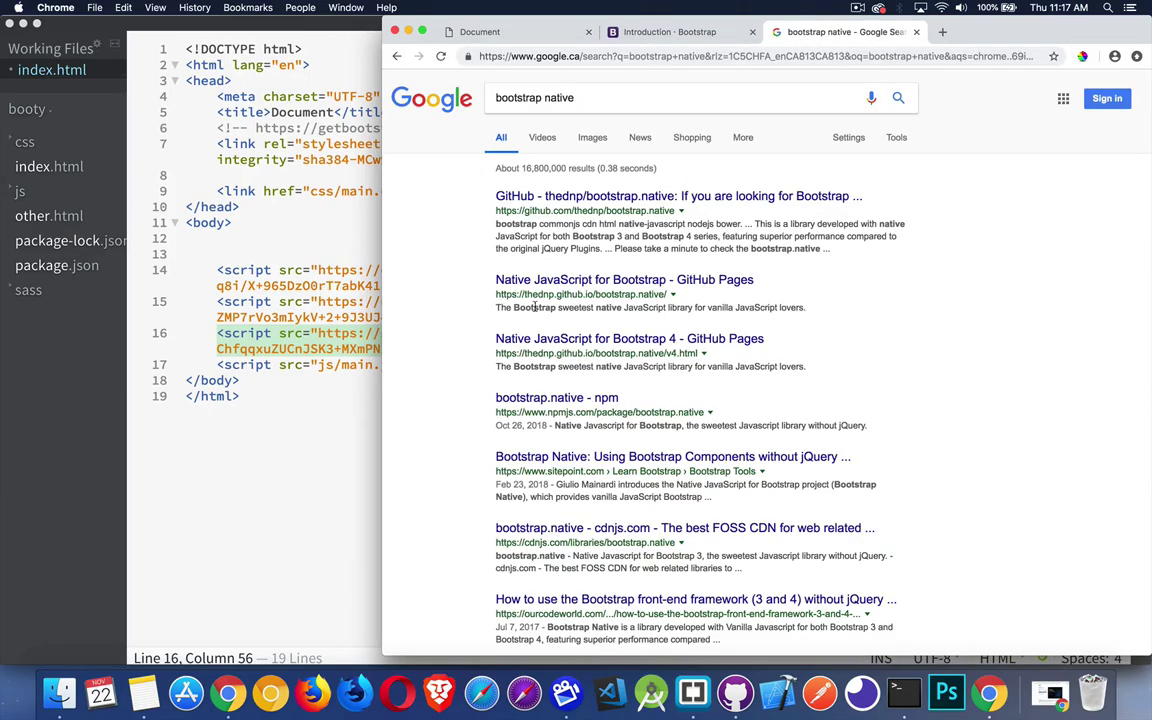 Chrome File Edit View History Bookmarks People Window Help 100% Thu 11:17 AM
Working Files
• index.html
booty
css
index.html
js
other.html
package-lock.json
package.json
sass
1 <!DOCTYPE html>
2 <html lang="en">
3 <head>
4 <meta charset="UTF-8"
5 <title>Document</title
6 <!-- https://getboots
7 <link rel="stylesheet
integrity="sha384-MCw
8
9 <link href="css/main.
10 </head>
11 <body>
12
13
14 <script src="https://
q8i/X+965DzO0rT7abK41
15 <script src="https://
ZMP7rVo3mIykV+2+9J3UJ
16 <script src="https://
ChfqqxuZUCnJSK3+MXmPN
17 <script src="js/main.
18 </body>
19 </html>
Line 16, Column 56 — 19 Lines
INS UTF-8 HTML Spaces: 4
Document
Introduction · Bootstrap
bootstrap native - Google Sea
https://www.google.ca/search?q=bootstrap+native&rlz=1C5CHFA_enCA813CA813&oq=bootstrap+native&aqs=chrome..69i...
Google
bootstrap native
Sign in
All Videos Images News Shopping More Settings Tools
About 16,800,000 results (0.38 seconds)
GitHub - thednp/bootstrap.native: If you are looking for Bootstrap ...
https://github.com/thednp/bootstrap.native
bootstrap commonjs cdn html native-javascript nodejs bower. ... This is a library developed with native
JavaScript for both Bootstrap 3 and Bootstrap 4 series, featuring superior performance compared to
the original jQuery Plugins. ... Please take a minute to check the bootstrap.native ...
Native JavaScript for Bootstrap - GitHub Pages
https://thednp.github.io/bootstrap.native/
The Bootstrap sweetest native JavaScript library for vanilla JavaScript lovers.
Native JavaScript for Bootstrap 4 - GitHub Pages
https://thednp.github.io/bootstrap.native/v4.html
The Bootstrap sweetest native JavaScript library for vanilla JavaScript lovers.
bootstrap.native - npm
https://www.npmjs.com/package/bootstrap.native
Oct 26, 2018 - Native Javascript for Bootstrap, the sweetest Javascript library without jQuery.
Bootstrap Native: Using Bootstrap Components without jQuery ...
https://www.sitepoint.com › Learn Bootstrap › Bootstrap Tools
Feb 23, 2018 - Giulio Mainardi introduces the Native JavaScript for Bootstrap project (Bootstrap
Native), which provides vanilla JavaScript Bootstrap ...
bootstrap.native - cdnjs.com - The best FOSS CDN for web related ...
https://cdnjs.com/libraries/bootstrap.native
bootstrap.native - Native Javascript for Bootstrap 3, the sweetest Javascript library without jQuery. -
cdnjs.com - The best FOSS CDN for web related libraries to ...
How to use the Bootstrap front-end framework (3 and 4) without jQuery ...
https://ourcodeworld.com/.../how-to-use-the-bootstrap-front-end-framework-3-and-4-...
Jul 7, 2017 - Bootstrap Native is a library developed with Vanilla JavaScript for both Bootstrap 3 and
Bootstrap 4, featuring superior performance compared ...
NOV
22
Ps